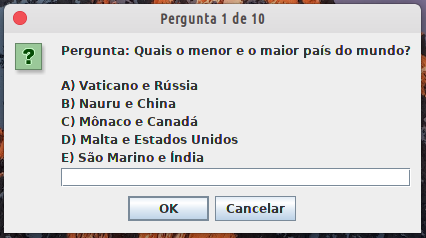 Pergunta 1 de 10
?
Pergunta: Quais o menor e o maior país do mundo?
A) Vaticano e Rússia
B) Nauru e China
C) Mônaco e Canadá
D) Malta e Estados Unidos
E) São Marino e Índia
OK Cancelar